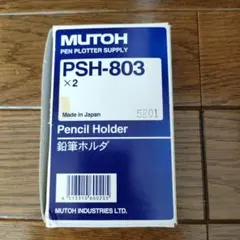 MUTOH
PEN PLOTTER SUPPLY
PSH-803
×2
Made in Japan
5201
Pencil Holder
鉛筆ホルダ
MUTOH INDUSTRIES LTD.